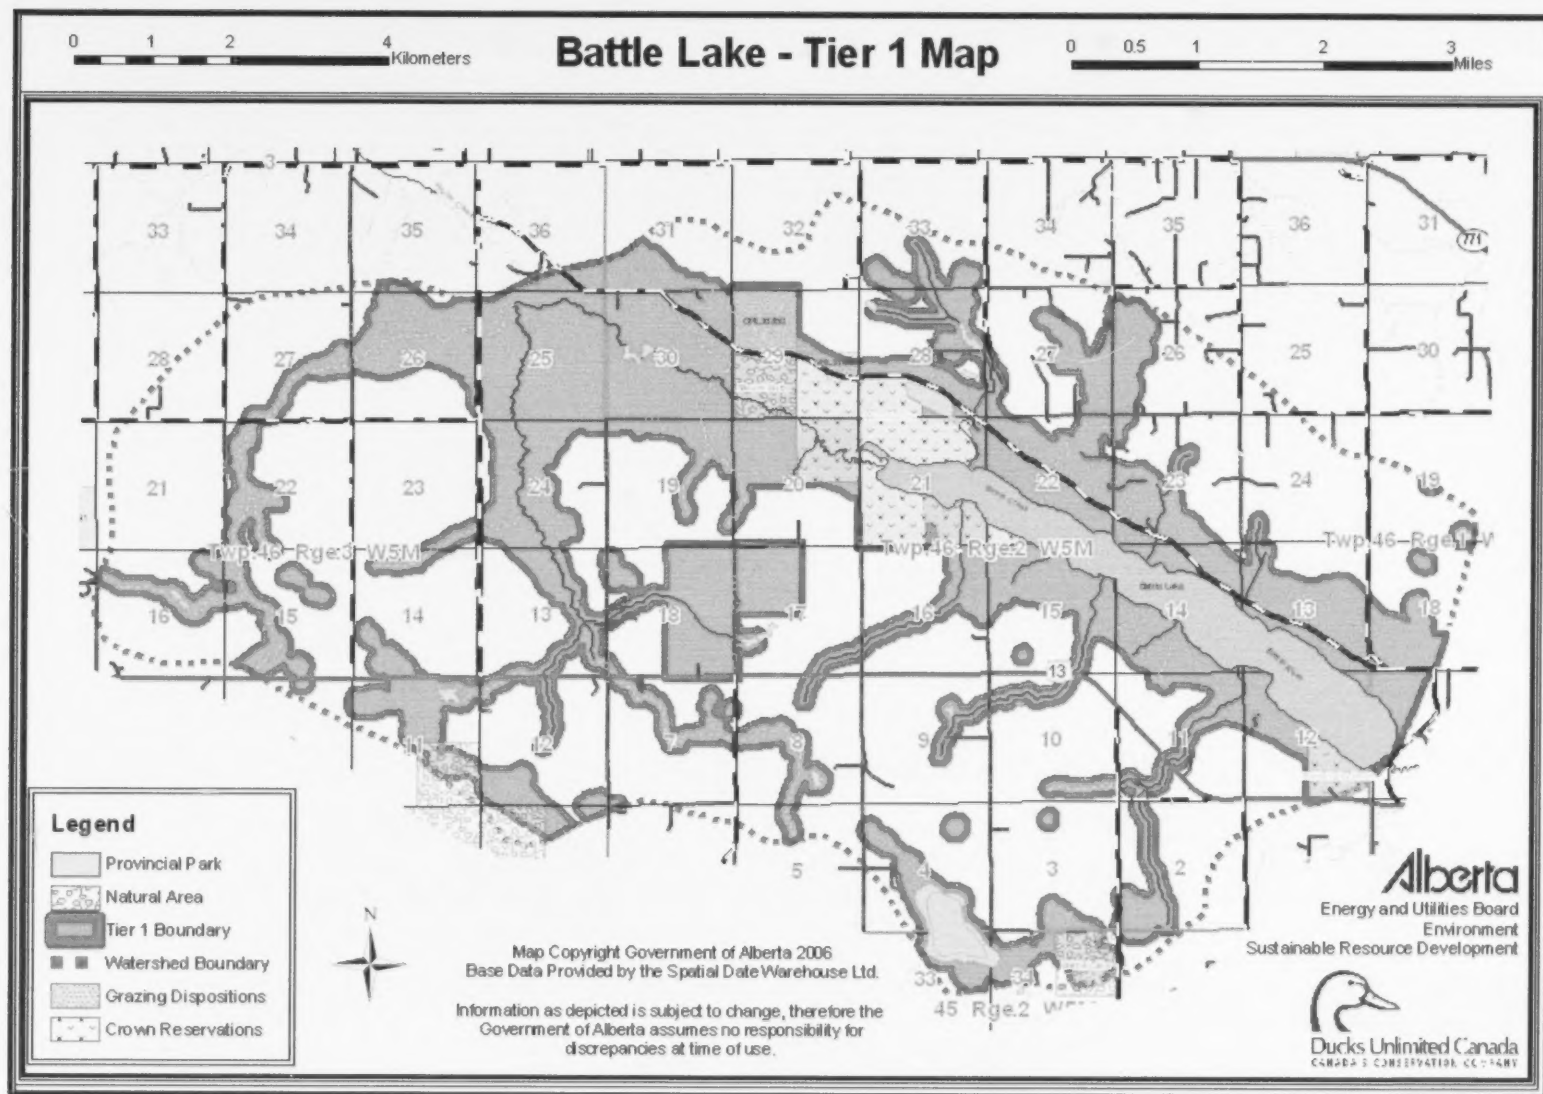 0 1 2 4 Kilometers
Battle Lake - Tier 1 Map
0 0.5 1 2 3 Miles
3
33 34 35 36 31 32 33 34 35 36 31
771
28 27 26 25 30 29 28 27 26 25 30
21 22 23 24 19 20 21 22 23 24 19
Twp.46 Rge.3 W5M
Twp.46 Rge.2 W5M
Twp.46 Rge.1 W
16 15 14 13 18 17 16 15 14 13 18
13
11 12 7 8 9 10 11 12
5 4 3 2
33 34
45 Rge.2
Legend
Provincial Park
Natural Area
Tier 1 Boundary
Watershed Boundary
Grazing Dispositions
Crown Reservations
N
Map Copyright Government of Alberta 2006
Base Data Provided by the Spatial Date Warehouse Ltd.
Information as depicted is subject to change, therefore the
Government of Alberta assumes no responsibility for
discrepancies at time of use.
Alberta
Energy and Utilities Board
Environment
Sustainable Resource Development
Ducks Unlimited Canada
CANADA'S CONSERVATION COMPANY